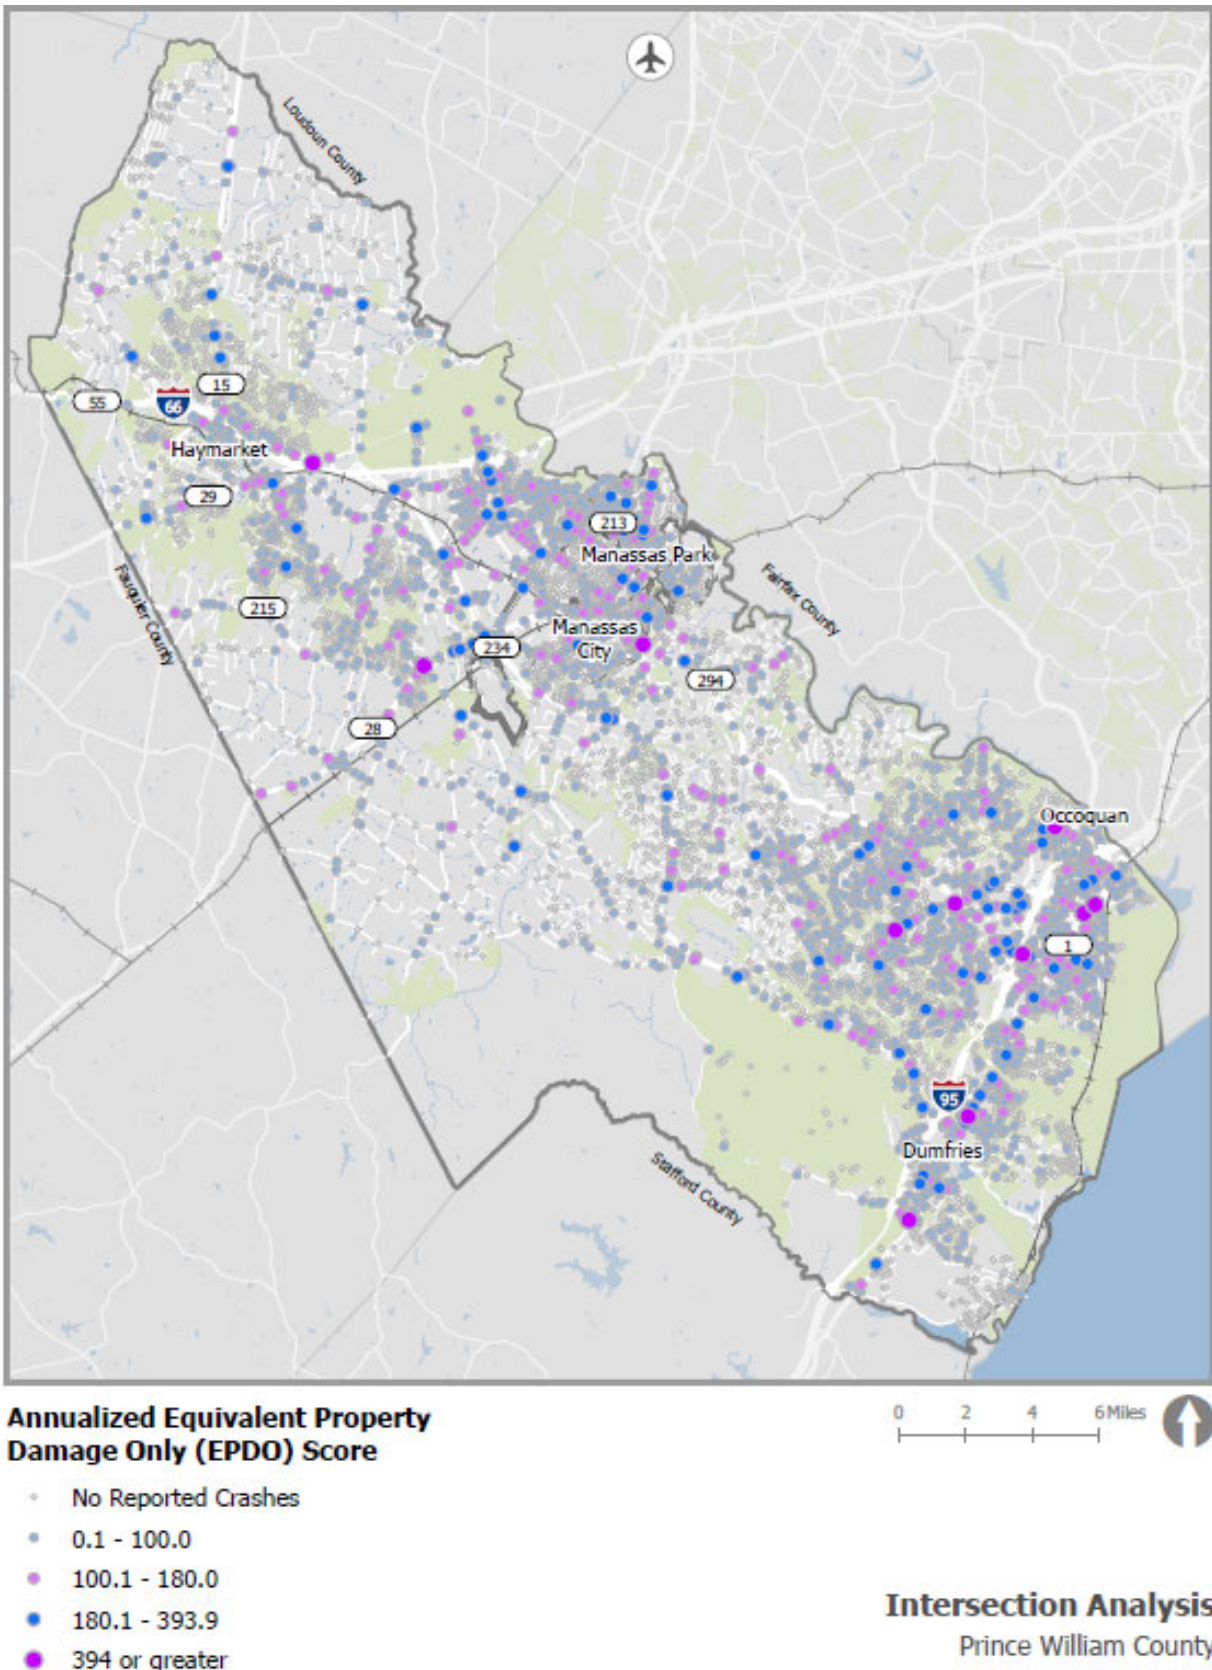 Loudoun County
15
55
66
Haymarket
29
213
Manassas Park
Fairfax County
Fauquier County
215
Manassas
City
234
294
28
Occoquan
1
95
Dumfries
Stafford County
Annualized Equivalent Property
Damage Only (EPDO) Score
0 2 4 6 Miles
No Reported Crashes
0.1 - 100.0
100.1 - 180.0
180.1 - 393.9
394 or greater
Intersection Analysis
Prince William County